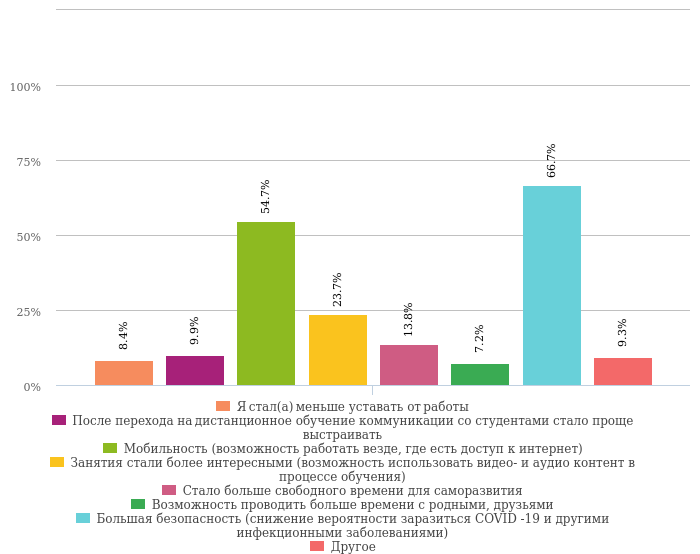 100%
75%
50%
25%
0%
8.4%
9.9%
54.7%
23.7%
13.8%
7.2%
66.7%
9.3%
Я стал(а) меньше уставать от работы
После перехода на дистанционное обучение коммуникации со студентами стало проще
выстраивать
Мобильность (возможность работать везде, где есть доступ к интернет)
Занятия стали более интересными (возможность использовать видео- и аудио контент в
процессе обучения)
Стало больше свободного времени для саморазвития
Возможность проводить больше времени с родными, друзьями
Большая безопасность (снижение вероятности заразиться COVID -19 и другими
инфекционными заболеваниями)
Другое